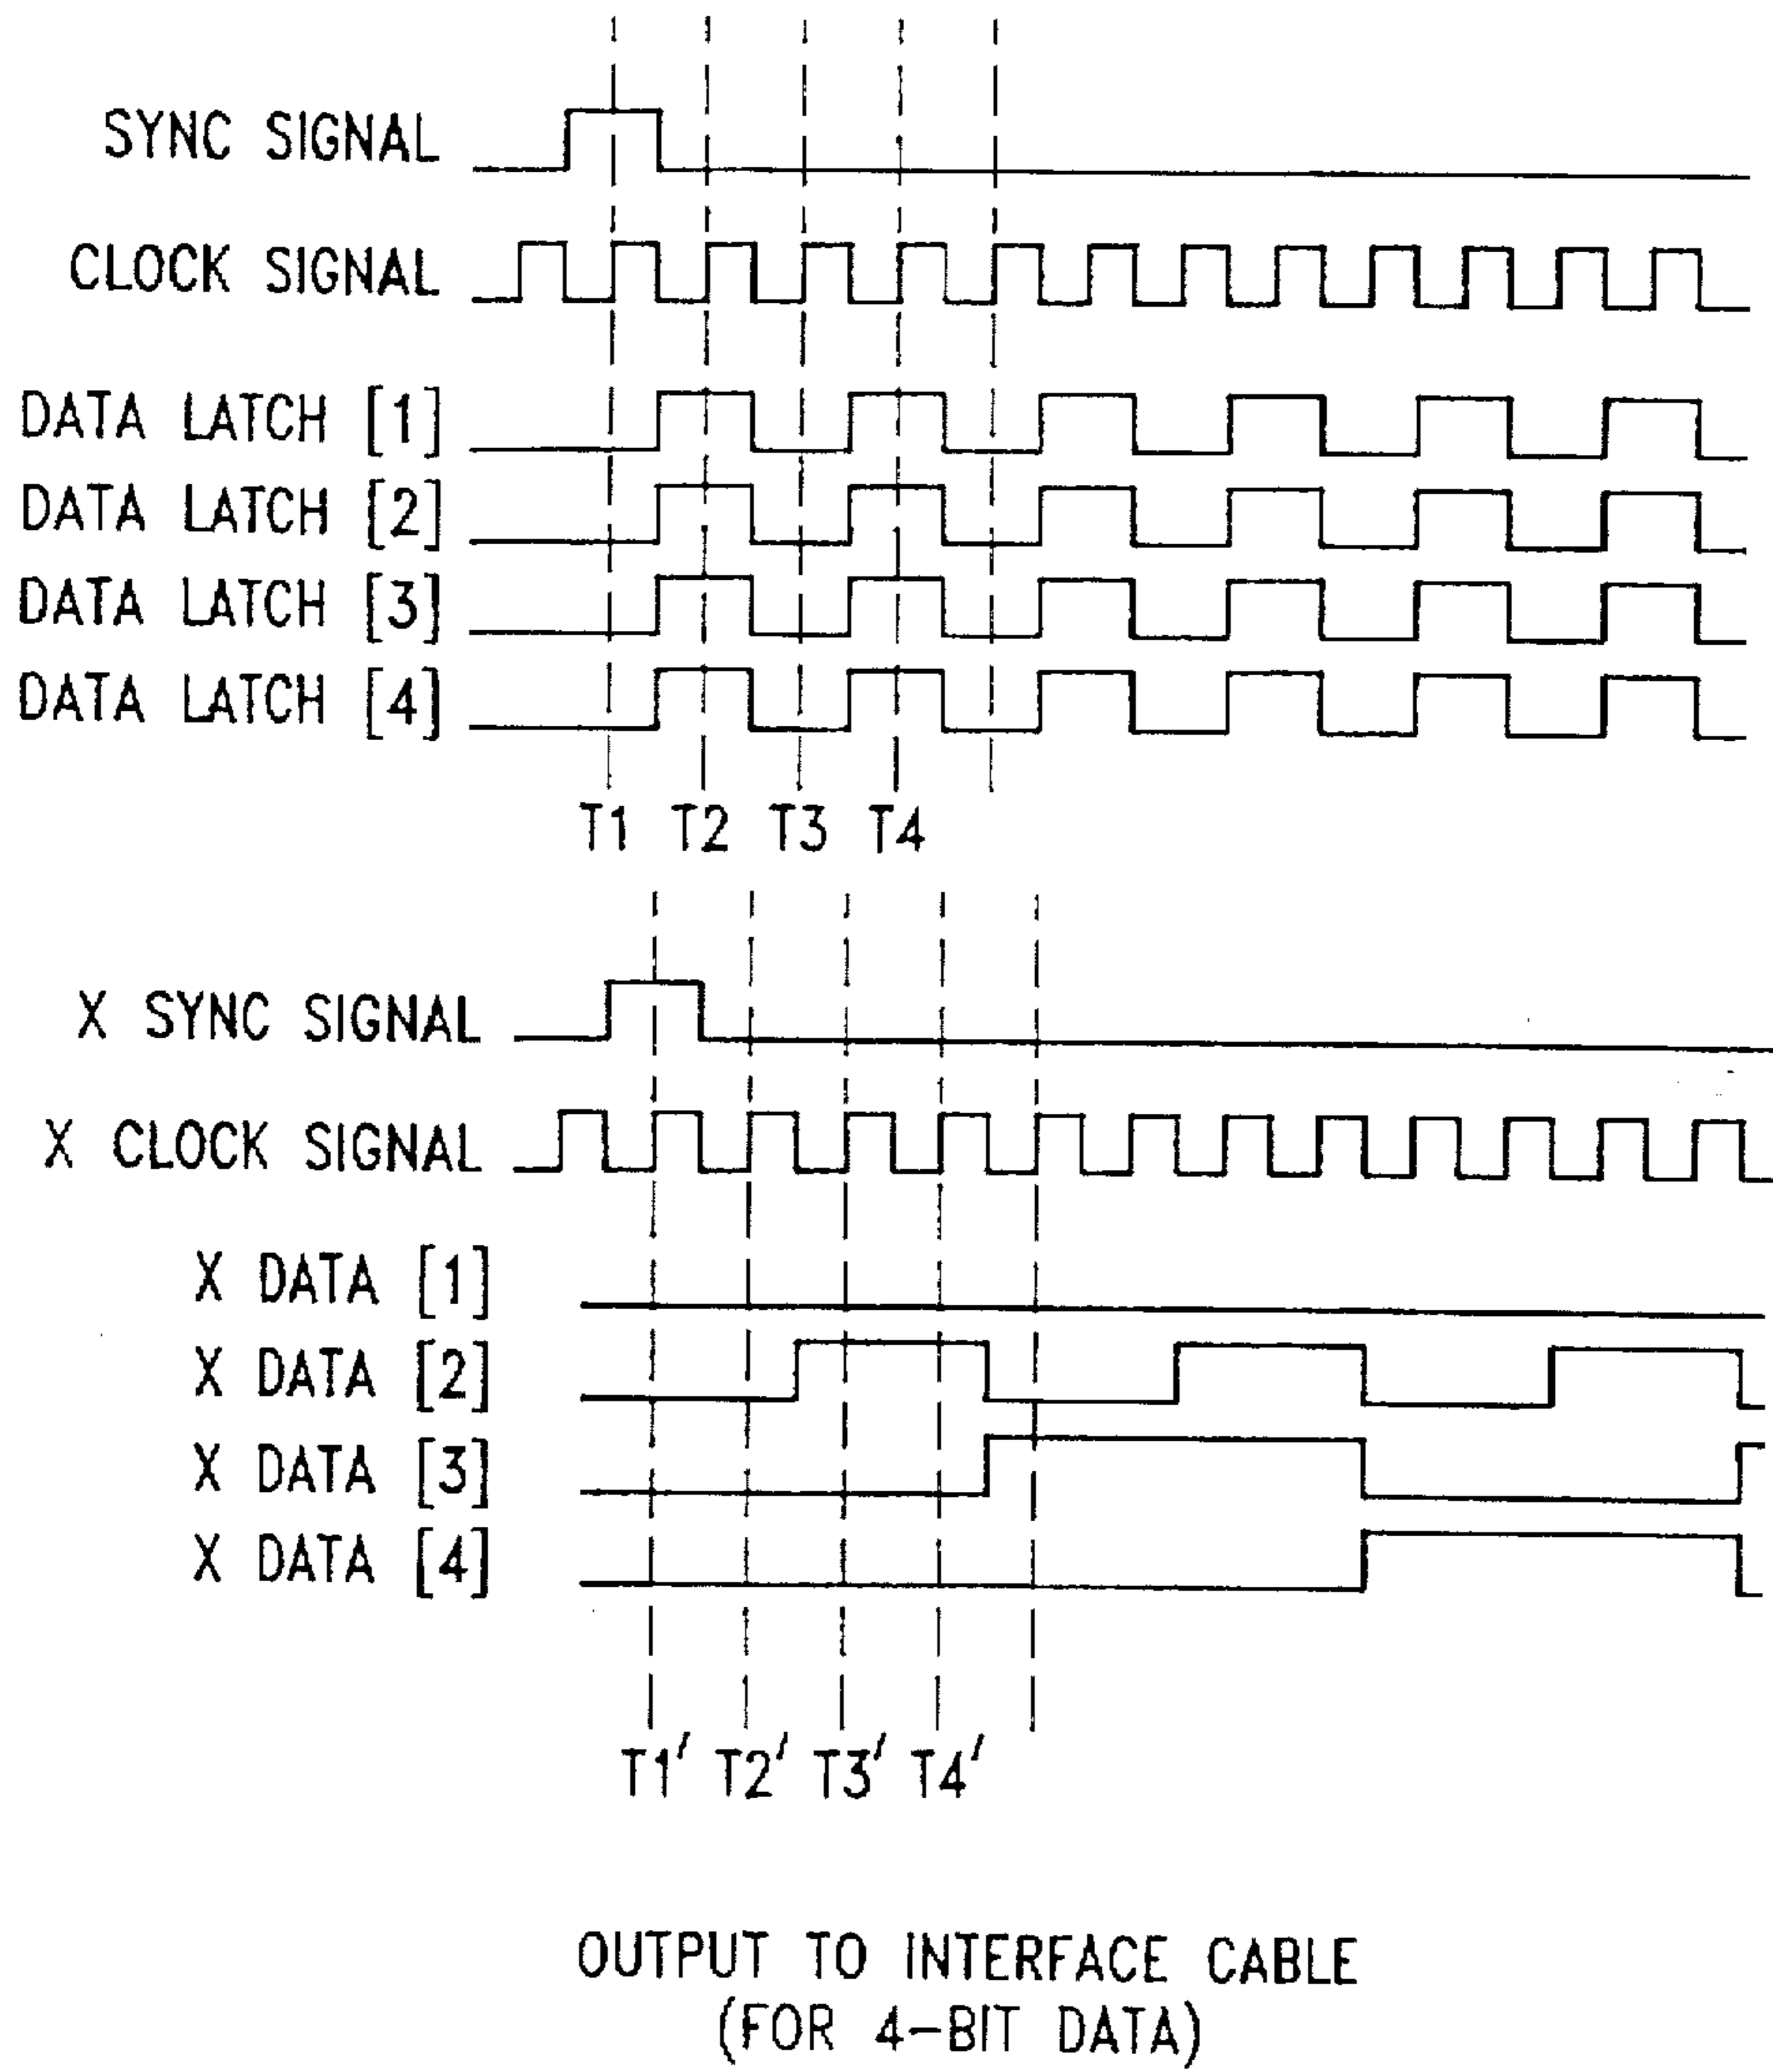 SYNC SIGNAL
CLOCK SIGNAL
DATA LATCH [1]
DATA LATCH [2]
DATA LATCH [3]
DATA LATCH [4]
T1 T2 T3 T4
X SYNC SIGNAL
X CLOCK SIGNAL
X DATA [1]
X DATA [2]
X DATA [3]
X DATA [4]
T1' T2' T3' T4'
OUTPUT TO INTERFACE CABLE
(FOR 4-BIT DATA)